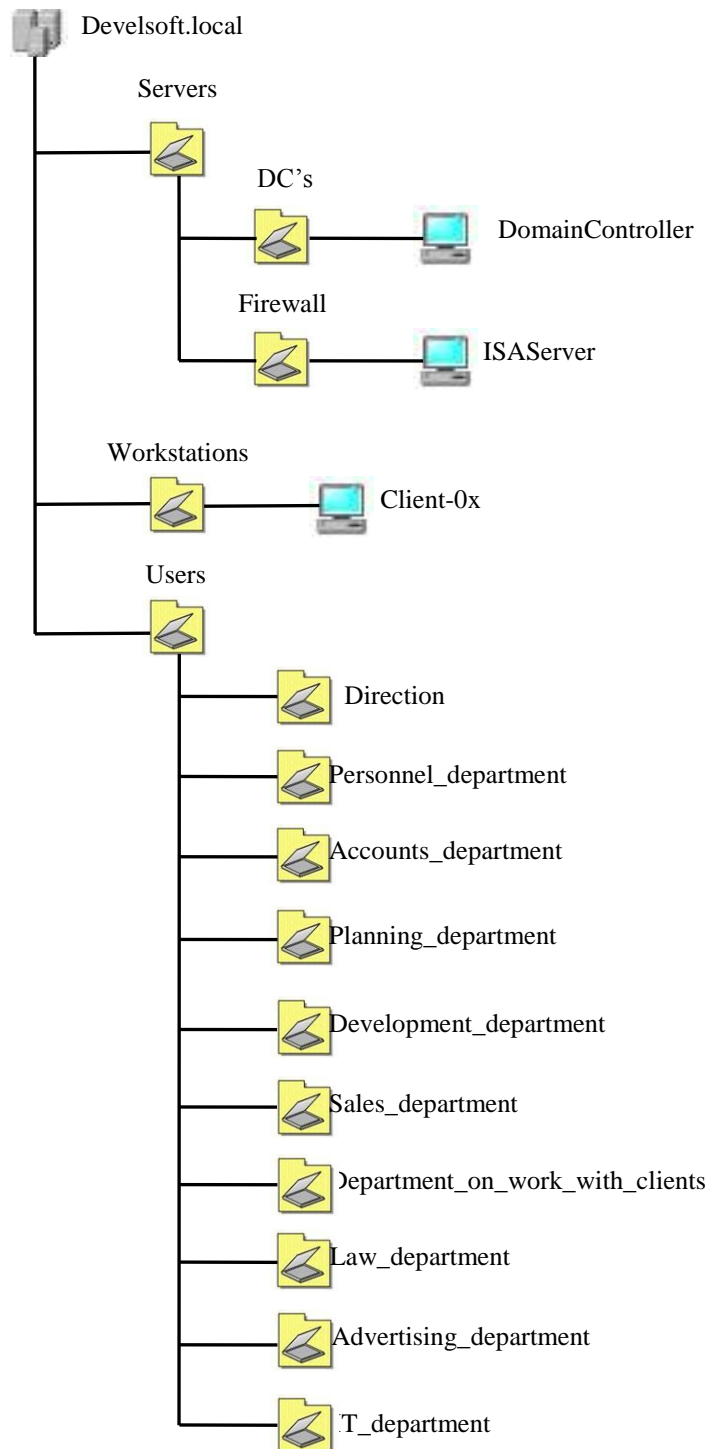 Develsoft.local
Servers
DC's
DomainController
Firewall
ISAServer
Workstations
Client-0x
Users
Direction
Personnel_department
Accounts_department
Planning_department
Development_department
Sales_department
Department_on_work_with_clients
Law_department
Advertising_department
IT_department